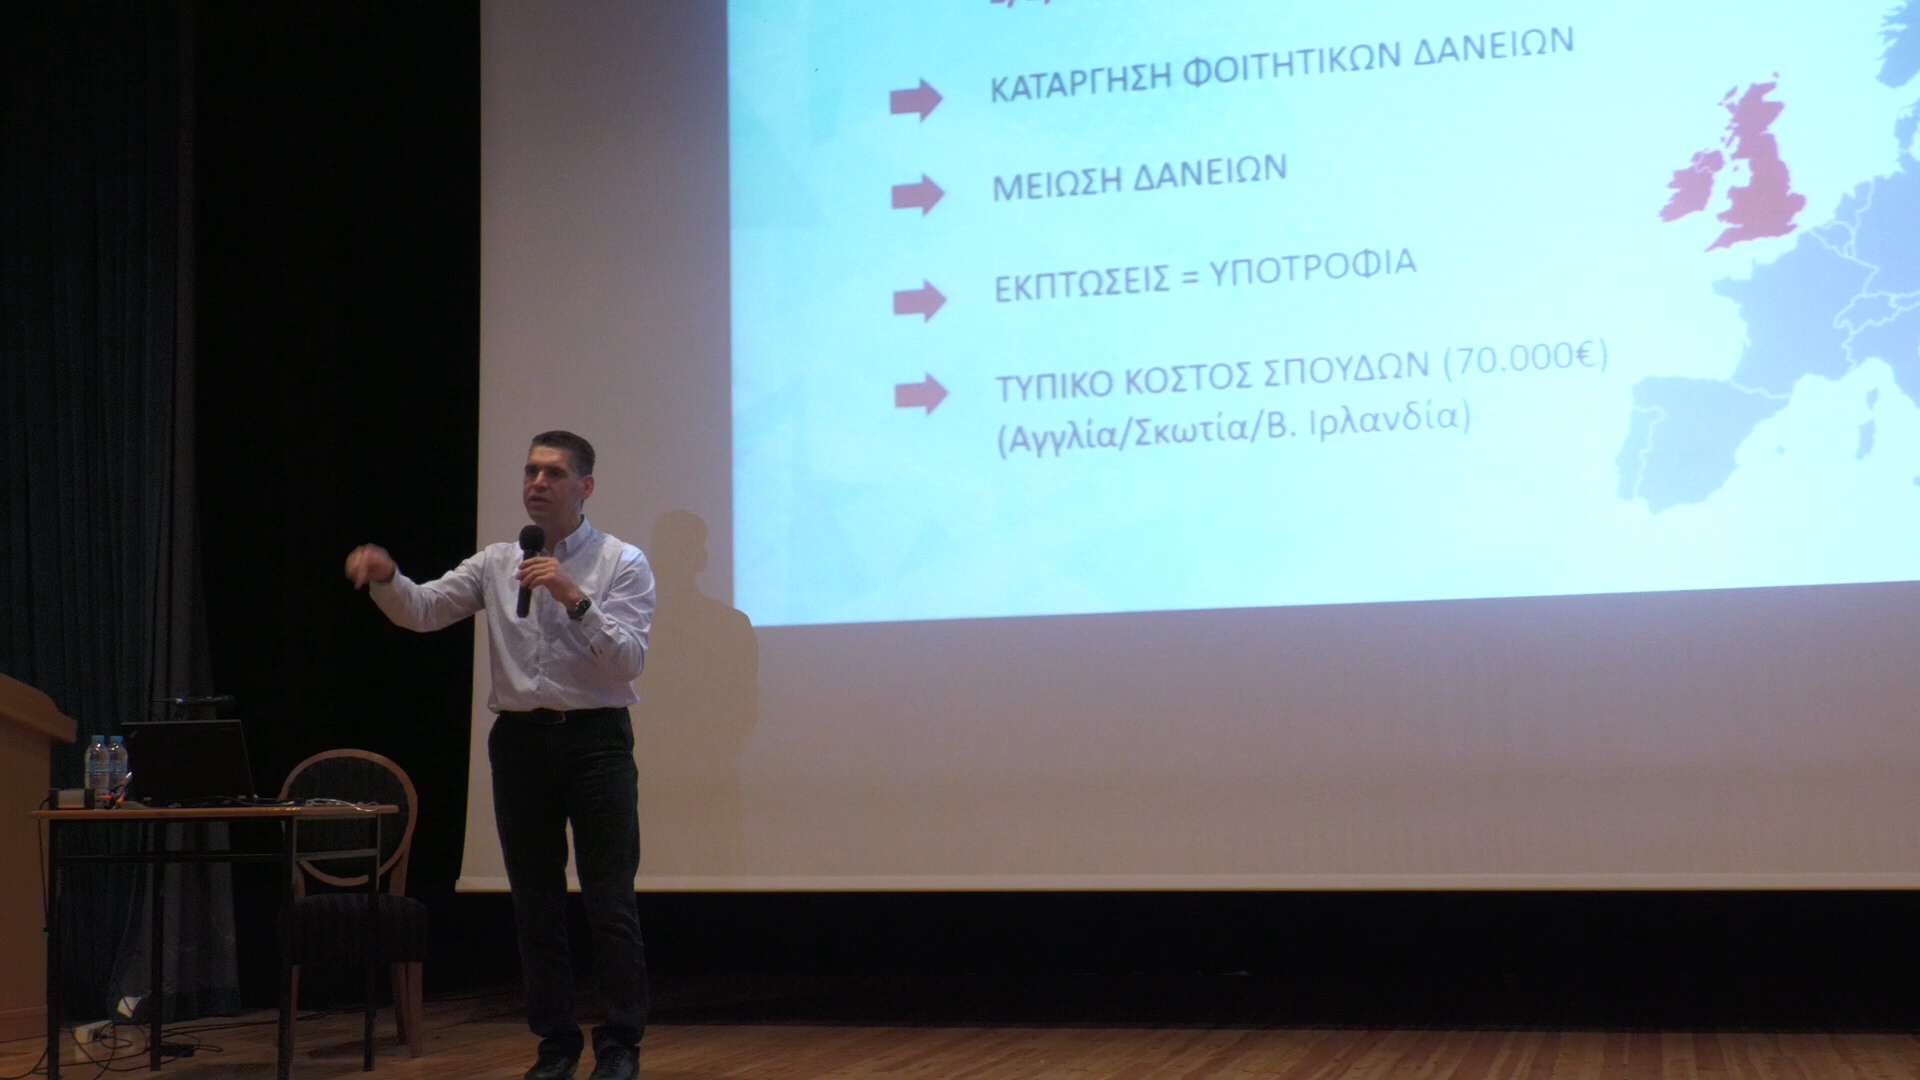 ΚΑΤΑΡΓΗΣΗ ΦΟΙΤΗΤΙΚΩΝ ΔΑΝΕΙΩΝ
ΜΕΙΩΣΗ ΔΑΝΕΙΩΝ
ΕΚΠΤΩΣΕΙΣ = ΥΠΟΤΡΟΦΙΑ
ΤΥΠΙΚΟ ΚΟΣΤΟΣ ΣΠΟΥΔΩΝ (70.000€)
(Αγγλία/Σκωτία/Β. Ιρλανδία)